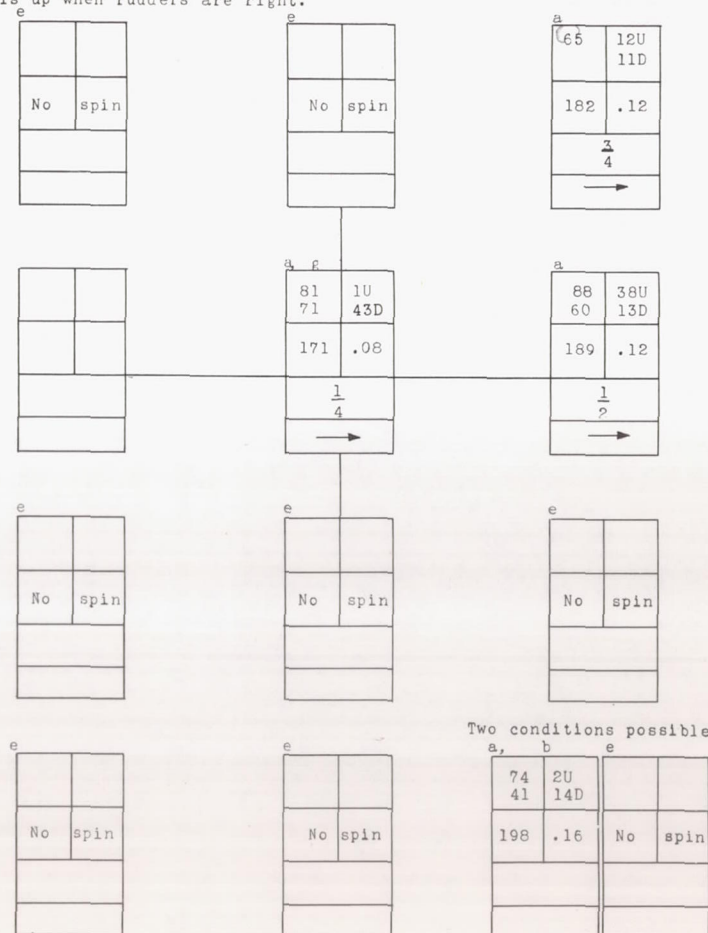 is up when rudders are right.
e e a
65 12U
11D
No spin No spin 182 .12
3
4
a, g a
81 1U 88 38U
71 43D 60 13D
171 .08 189 .12
1 1
4 2
e e e
No spin No spin No spin
Two conditions possible
e e a, b e
74 2U
41 14D
No spin No spin 198 .16 No spin